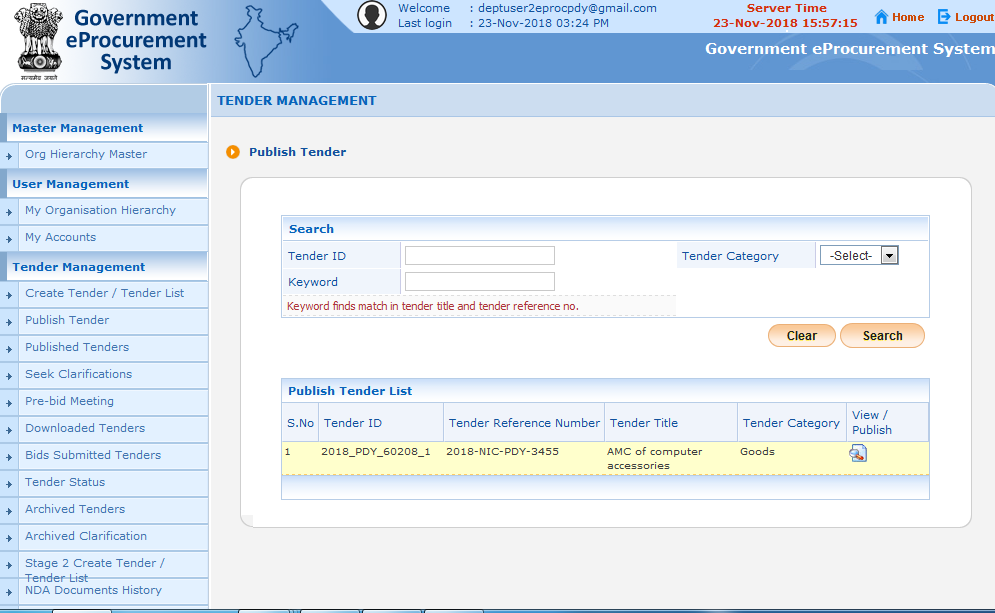 Government
eProcurement
System
सत्यमेव जयते
Welcome : deptuser2eprocpdy@gmail.com
Last login : 23-Nov-2018 03:24 PM
Server Time
23-Nov-2018 15:57:15
Home
Logout
Government eProcurement System
TENDER MANAGEMENT
Master Management
Org Hierarchy Master
User Management
My Organisation Hierarchy
My Accounts
Tender Management
Create Tender / Tender List
Publish Tender
Published Tenders
Seek Clarifications
Pre-bid Meeting
Downloaded Tenders
Bids Submitted Tenders
Tender Status
Archived Tenders
Archived Clarification
Stage 2 Create Tender /
Tender List
NDA Documents History
Publish Tender
Search
Tender ID
Tender Category -Select-
Keyword
Keyword finds match in tender title and tender reference no.
Clear Search
Publish Tender List
S.No Tender ID Tender Reference Number Tender Title Tender Category View /
Publish
1 2018_PDY_60208_1 2018-NIC-PDY-3455 AMC of computer
accessories
Goods